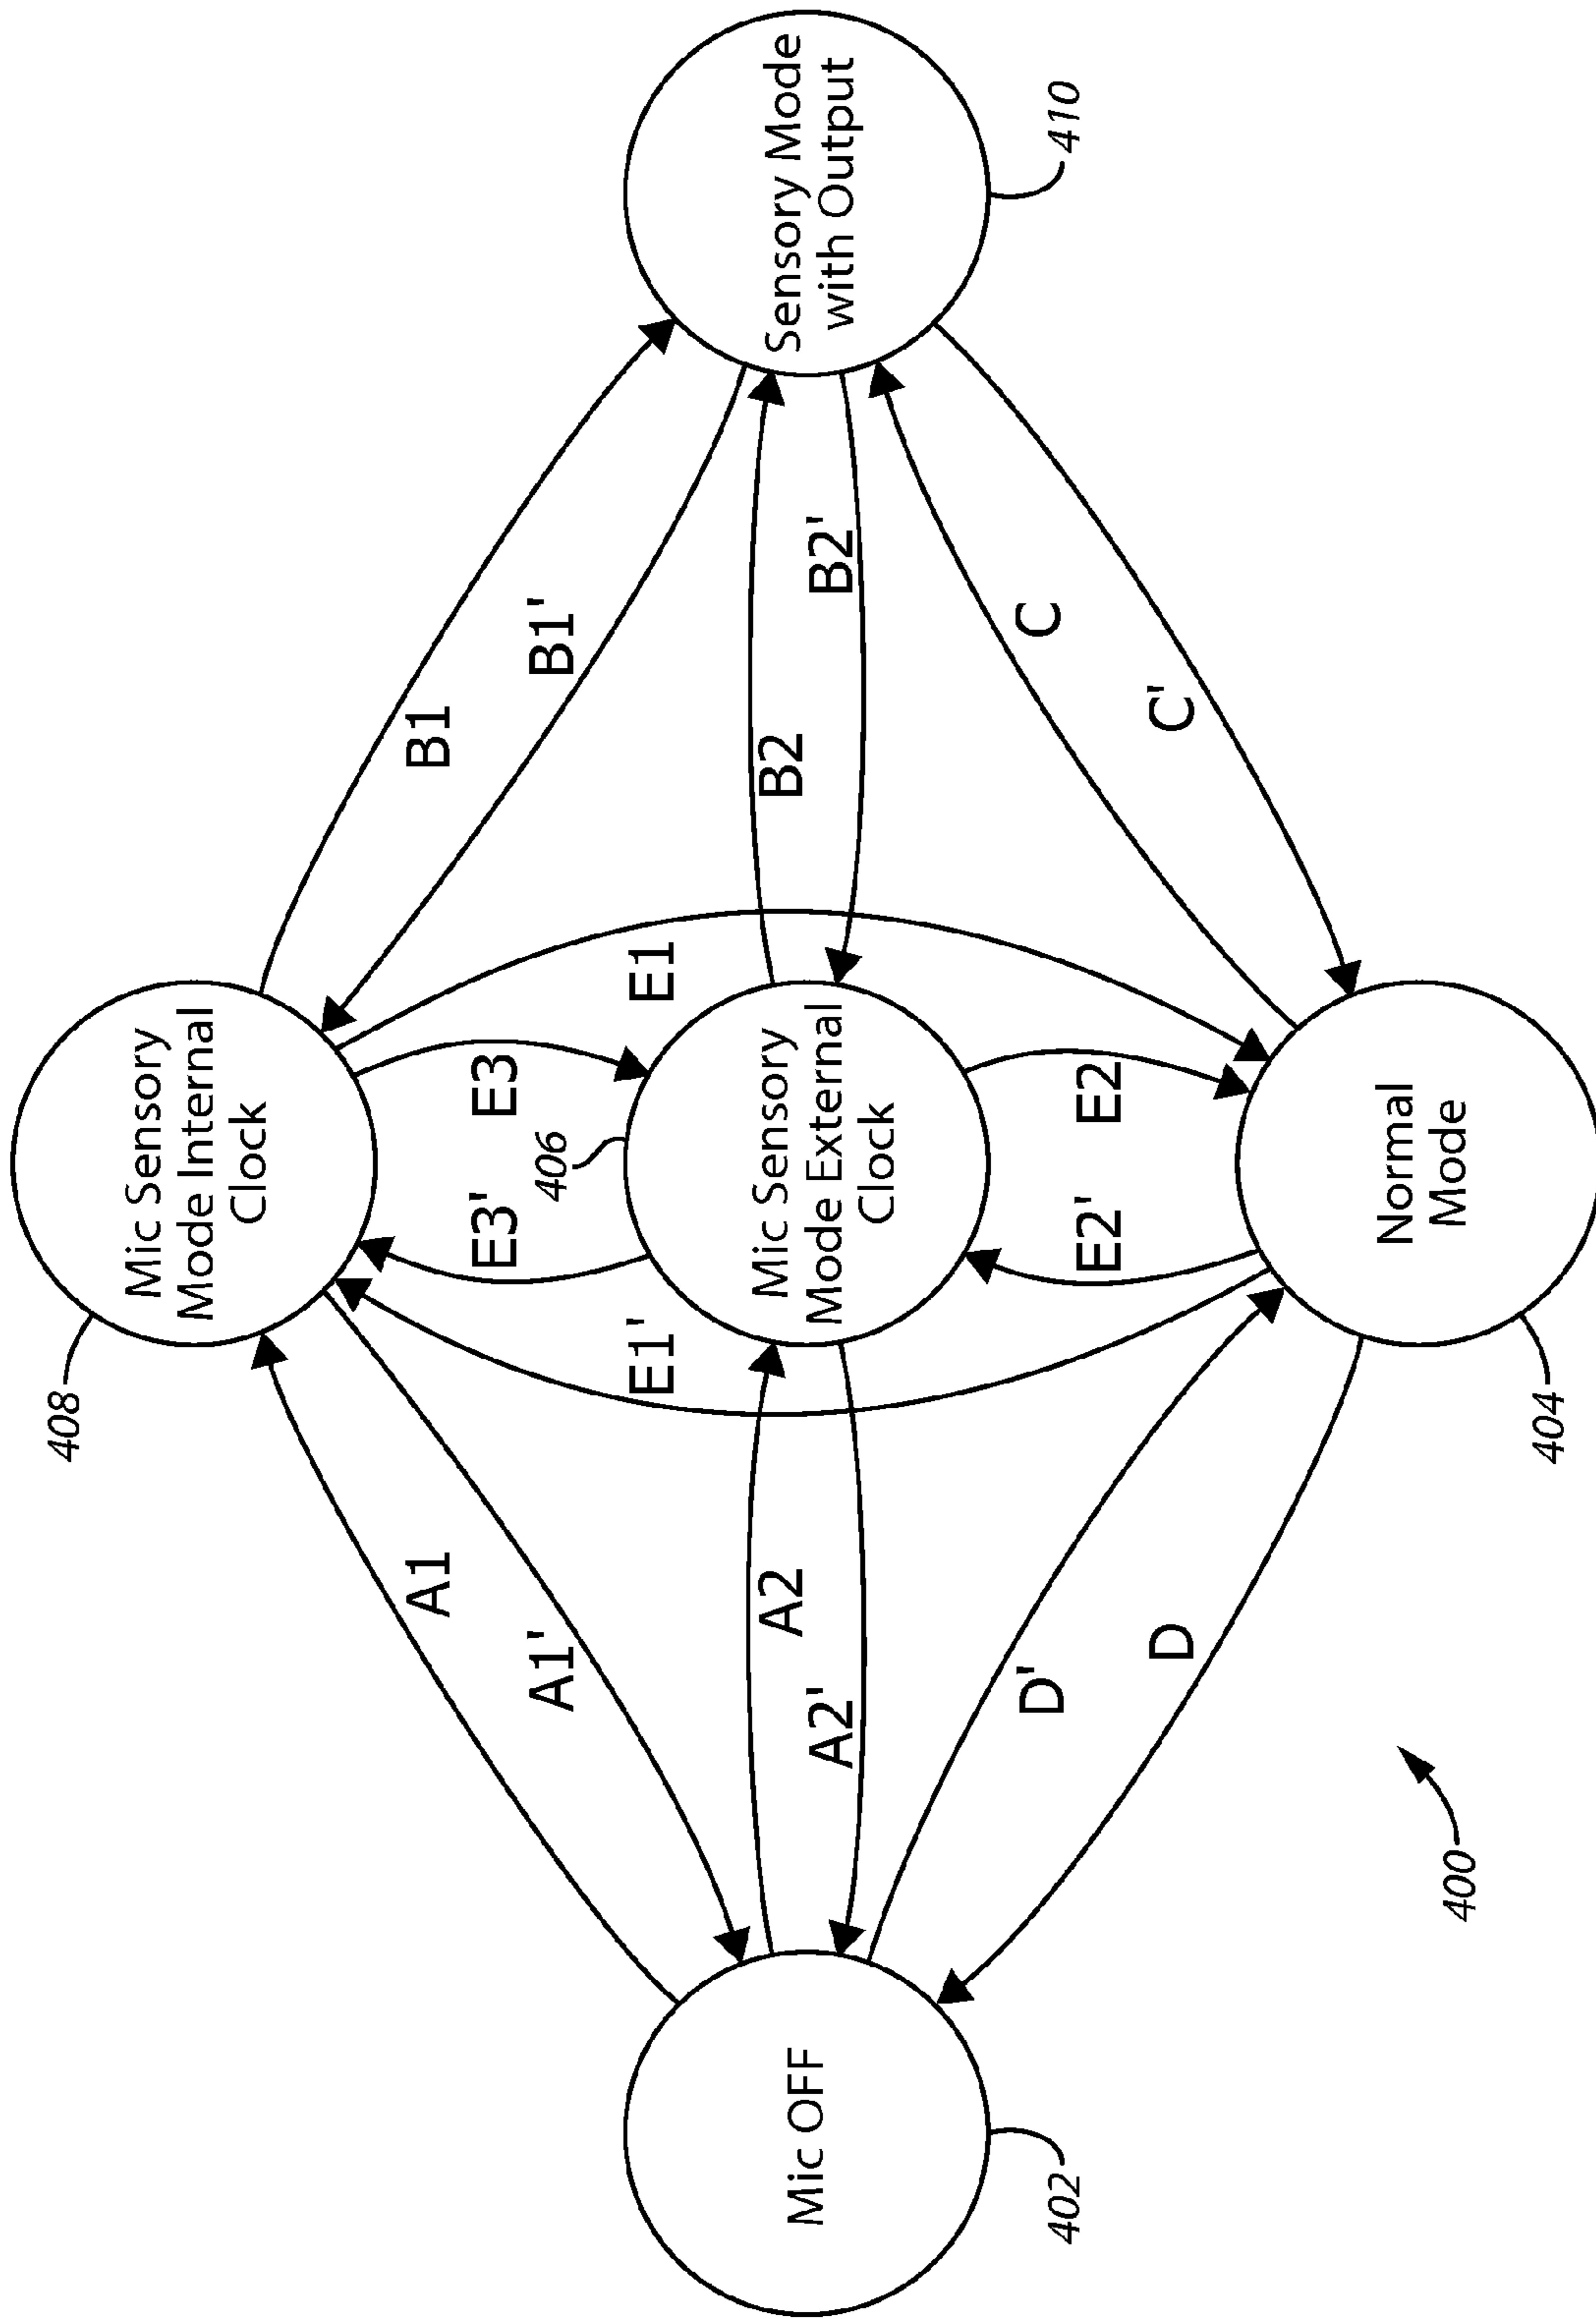 408
Mic Sensory
Mode Internal
Clock
A1
B1
A1'
B1'
E3'
E3
E1'
E1
406
Mic OFF
402
A2
A2'
Mic Sensory
Mode External
Clock
B2
B2'
Sensory Mode
with Output
410
E2'
E2
D'
D
C
C'
Normal
Mode
404
400